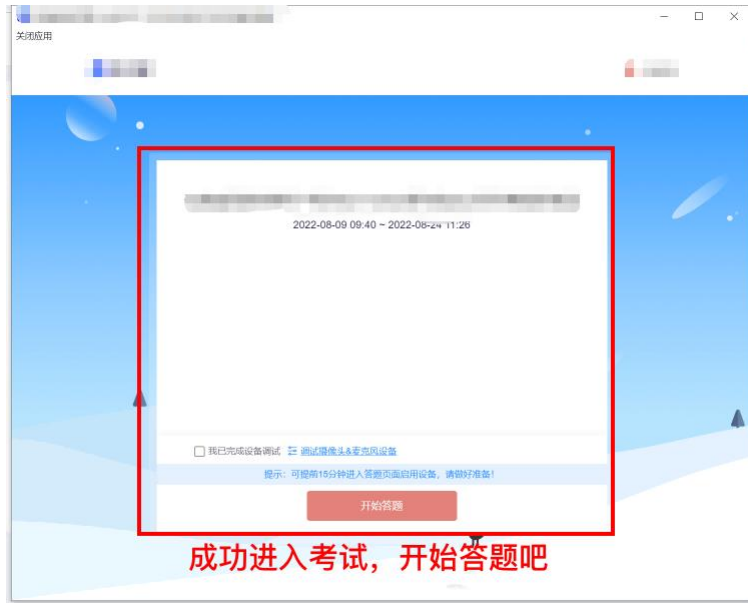 关闭应用
2022-08-09 09:40 ~ 2022-08-24 11:26
我已完成设备调试 调试摄像头&麦克风设备
提示：可提前15分钟进入答题页面启用设备，请做好准备！
开始答题
成功进入考试，开始答题吧